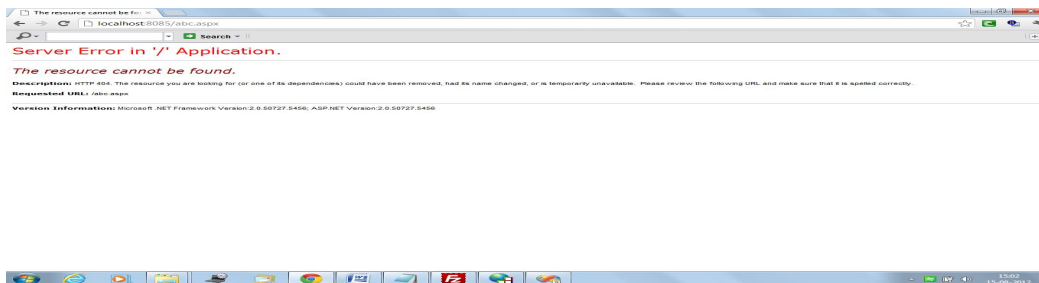 The resource cannot be fo
localhost:8085/abc.aspx
Search
Server Error in '/' Application.
The resource cannot be found.
Description: HTTP 404. The resource you are looking for (or one of its dependencies) could have been removed, had its name changed, or is temporarily unavailable. Please review the following URL and make sure that it is spelled correctly.
Requested URL: /abc.aspx
Version Information: Microsoft .NET Framework Version:2.0.50727.5456; ASP.NET Version:2.0.50727.5456
Fz
15:02